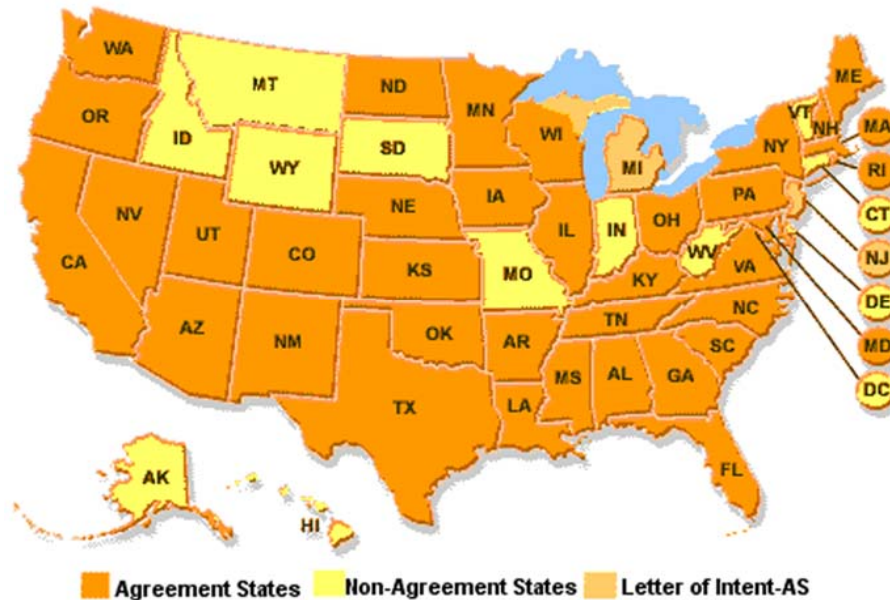 WA
MT
ND
MN
ME
OR
ID
SD
WI
VT
NH
MA
WY
MI
NY
RI
IA
PA
CT
NV
NE
IL
IN
OH
NJ
UT
CO
WV
CA
KS
MO
KY
VA
DE
NC
MD
AZ
NM
OK
AR
TN
SC
DC
MS
AL
GA
TX
LA
FL
AK
HI
Agreement States
Non-Agreement States
Letter of Intent-AS